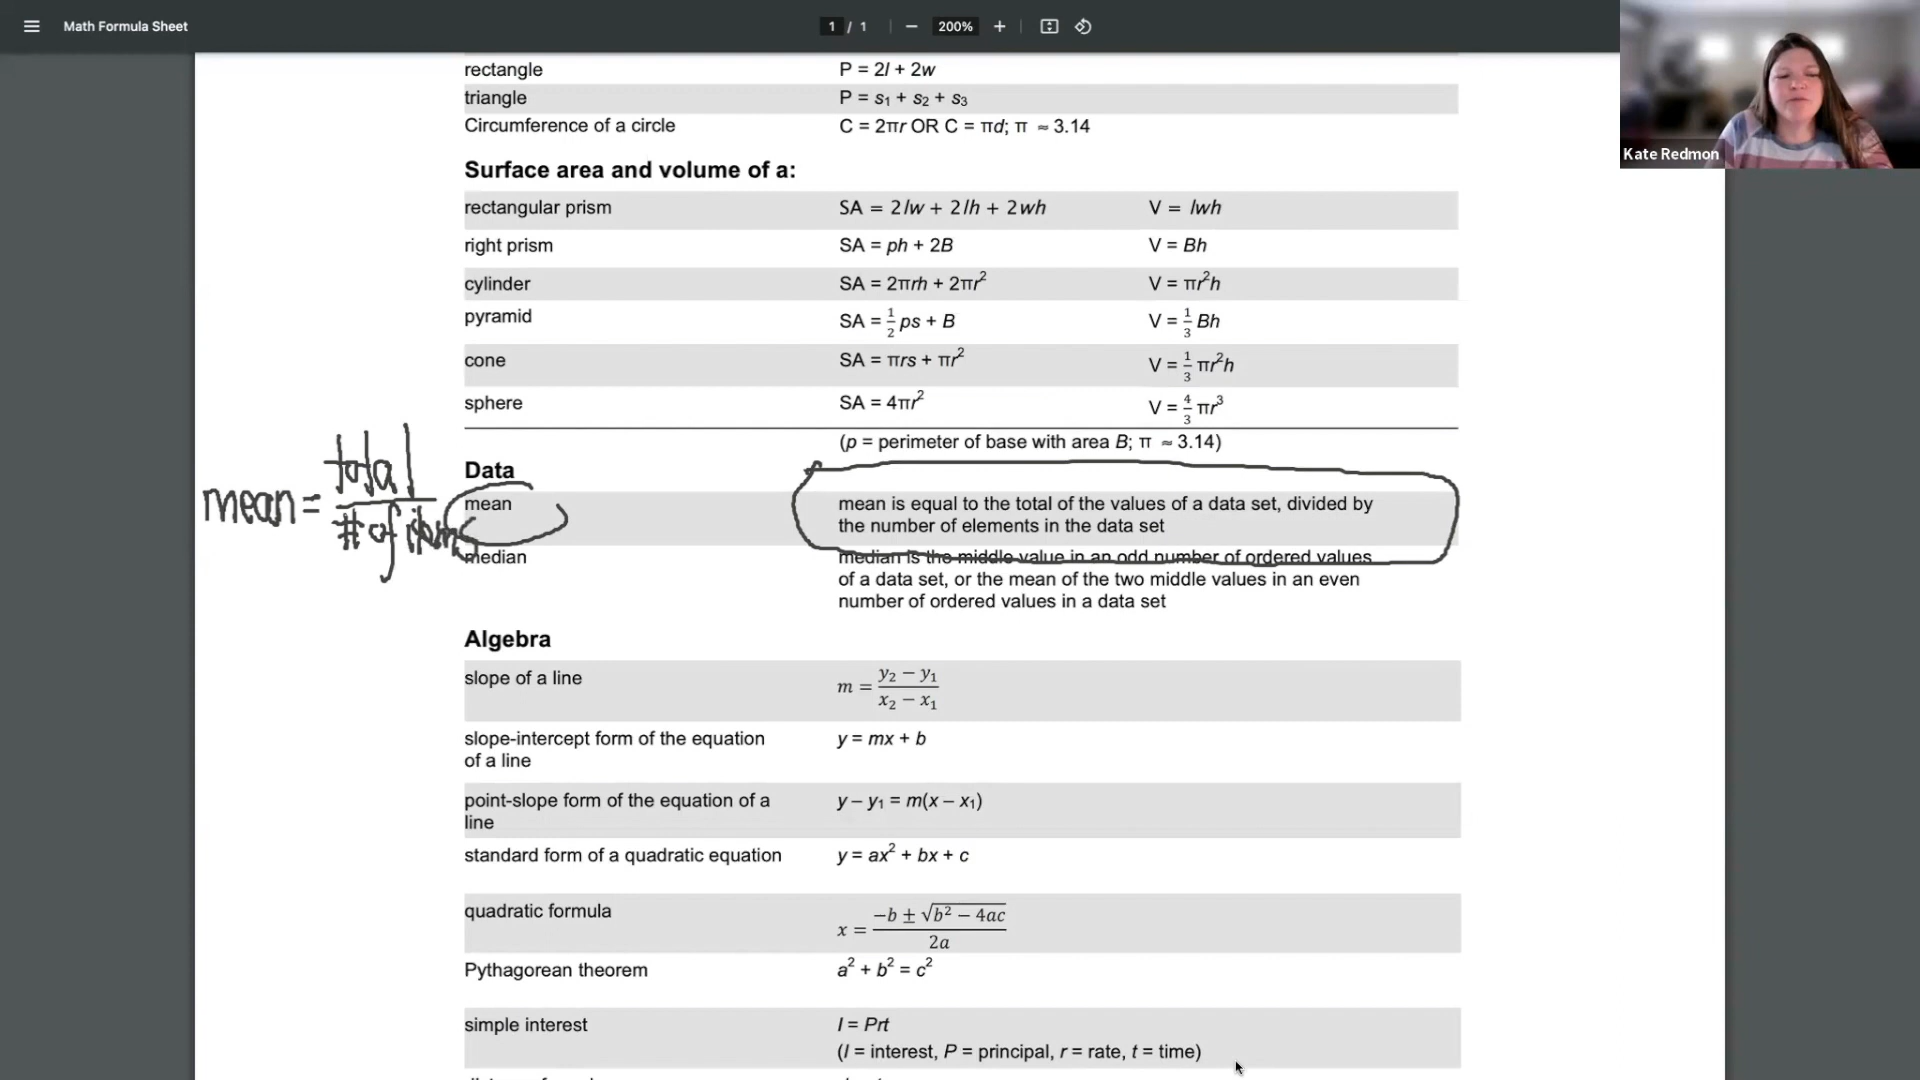 Math Formula Sheet
1 / 1
200%
Kate Redmon
rectangle P = 2l + 2w
triangle P = s₁ + s₂ + s₃
Circumference of a circle C = 2πr OR C = πd; π ≈ 3.14
Surface area and volume of a:
rectangular prism SA = 2lw + 2lh + 2wh V = lwh
right prism SA = ph + 2B V = Bh
cylinder SA = 2πrh + 2πr² V = πr²h
pyramid SA = 1/2 ps + B V = 1/3 Bh
cone SA = πrs + πr² V = 1/3 πr²h
sphere SA = 4πr² V = 4/3 πr³
(p = perimeter of base with area B; π ≈ 3.14)
mean = total
# of
Data
mean mean is equal to the total of the values of a data set, divided by
the number of elements in the data set
median median is the middle value in an odd number of ordered values
of a data set, or the mean of the two middle values in an even
number of ordered values in a data set
Algebra
slope of a line m = (y₂ − y₁) / (x₂ − x₁)
slope-intercept form of the equation y = mx + b
of a line
point-slope form of the equation of a y – y₁ = m(x – x₁)
line
standard form of a quadratic equation y = ax² + bx + c
quadratic formula x = (−b ± √(b² − 4ac)) / 2a
Pythagorean theorem a² + b² = c²
simple interest I = Prt
(I = interest, P = principal, r = rate, t = time)